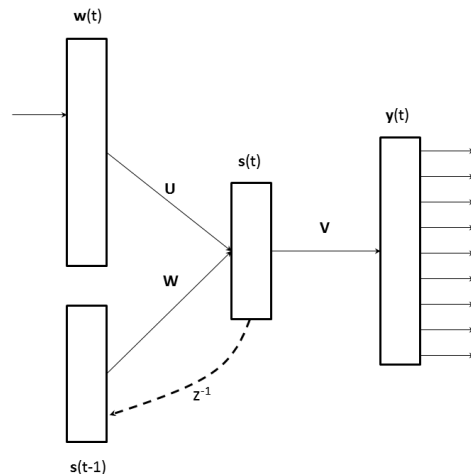 w(t)
y(t)
s(t)
U
V
W
z⁻¹
s(t-1)